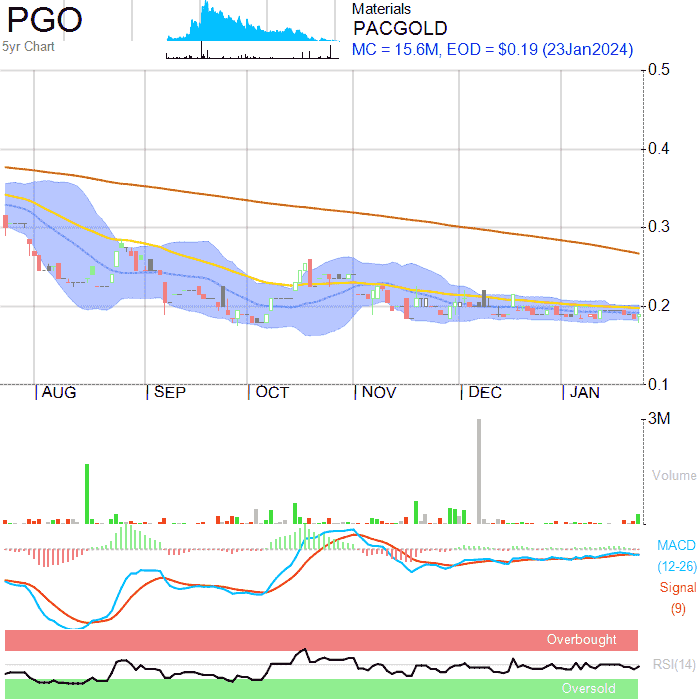 PGO
5yr Chart
Materials
PACGOLD
MC = 15.6M, EOD = $0.19 (23Jan2024)
0.5
0.4
0.3
0.2
0.1
AUG SEP OCT NOV DEC JAN
3M
Volume
MACD
(12-26)
Signal
(9)
Overbought
RSI(14)
Oversold